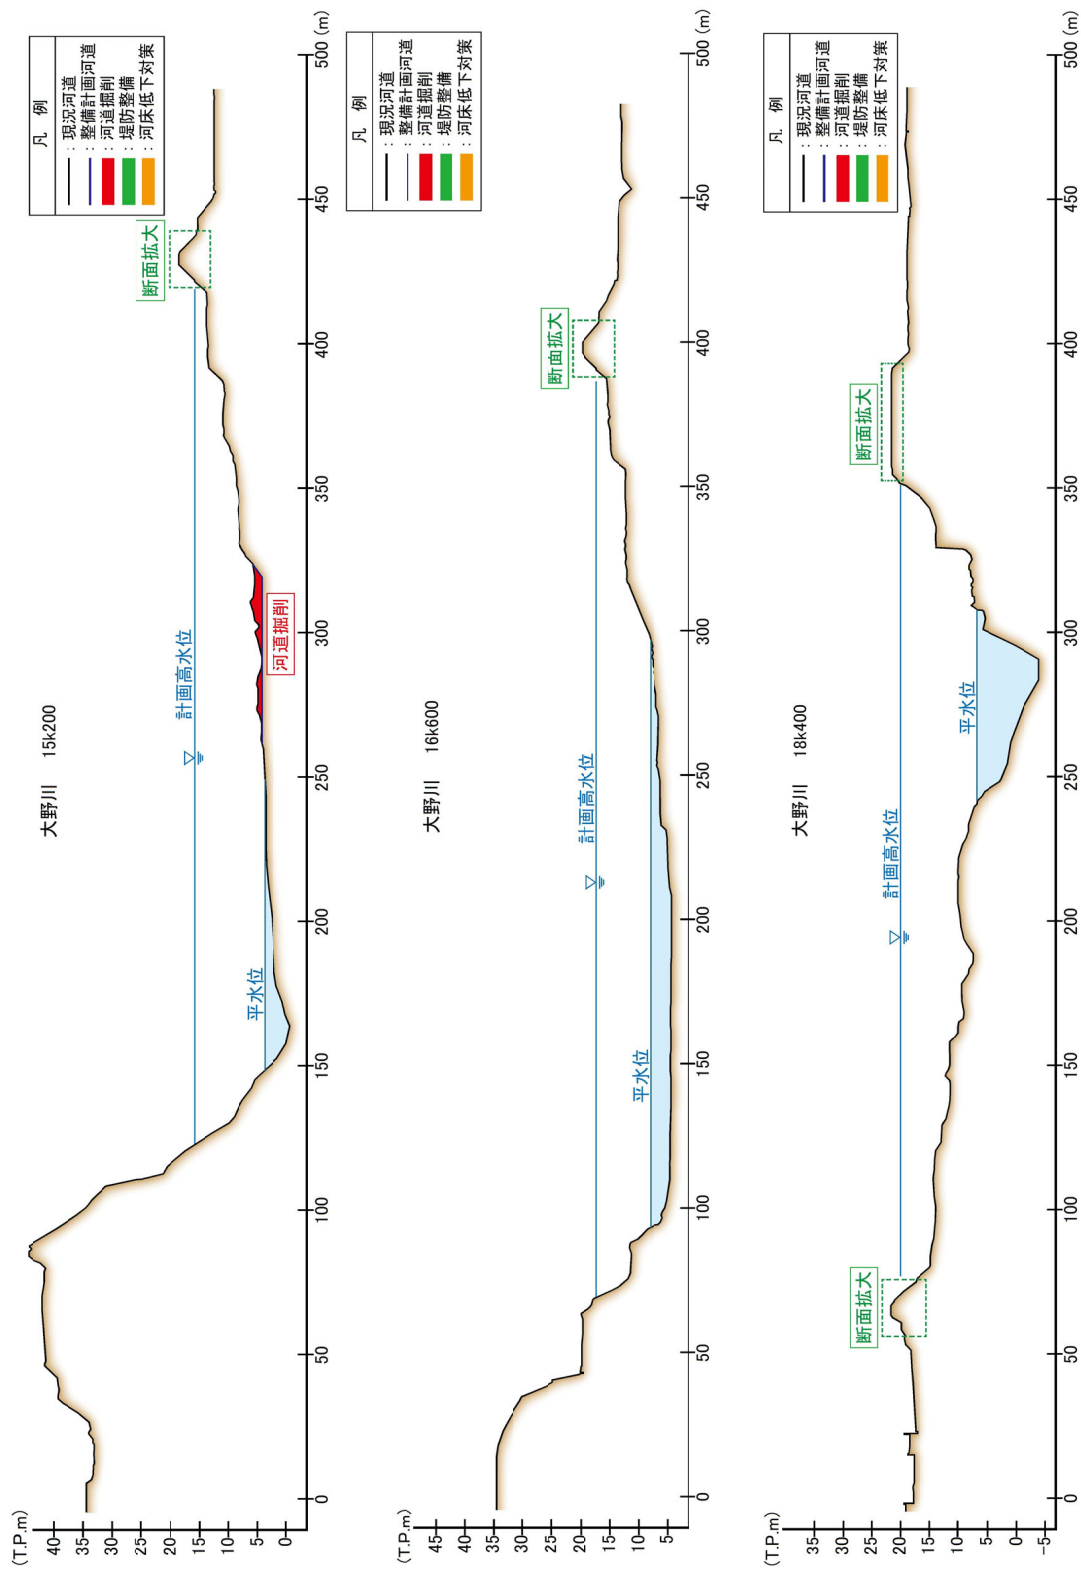 大野川　15k200
凡　例
：現況河道
：整備計画河道
：河道掘削
：堤防整備
：河床低下対策
(T.P.m)
40
35
30
25
20
15
10
5
0
計画高水位
平水位
河道掘削
断面拡大
0
50
100
150
200
250
300
350
400
450
500 (m)
大野川　16k600
凡　例
：現況河道
：整備計画河道
：河道掘削
：堤防整備
：河床低下対策
(T.P.m)
45
40
35
30
25
20
15
10
5
計画高水位
平水位
断面拡大
0
50
100
150
200
250
300
350
400
450
500 (m)
大野川　18k400
凡　例
：現況河道
：整備計画河道
：河道掘削
：堤防整備
：河床低下対策
(T.P.m)
35
30
25
20
15
10
5
0
-5
断面拡大
計画高水位
平水位
断面拡大
0
50
100
150
200
250
300
350
400
450
500 (m)